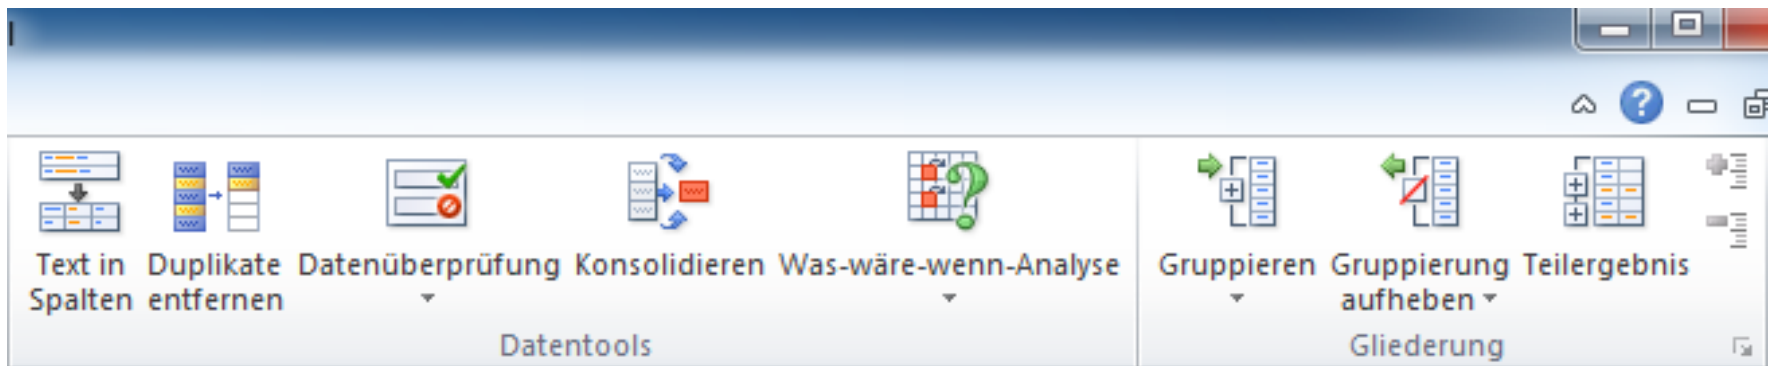 Text in
Spalten
Duplikate
entfernen
Datenüberprüfung
Konsolidieren
Was-wäre-wenn-Analyse
Datentools
Gruppieren
Gruppierung
aufheben
Teilergebnis
Gliederung